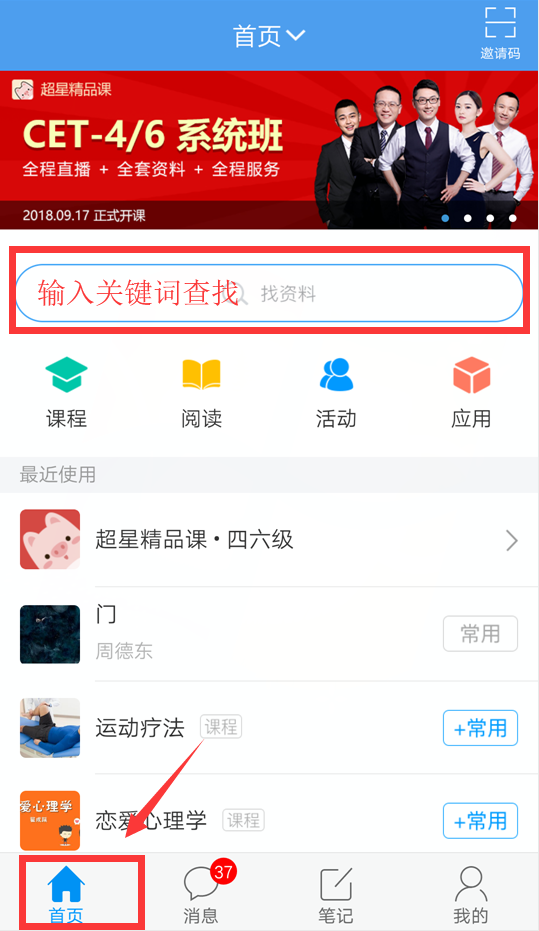 首页
邀请码
超星精品课
CET-4/6 系统班
全程直播 + 全套资料 + 全程服务
2018.09.17 正式开课
输入关键词查找 找资料
课程 阅读 活动 应用
最近使用
超星精品课·四六级
门
周德东
常用
运动疗法 课程 +常用
爱心理学
恋爱心理学 课程 +常用
37
首页 消息 笔记 我的